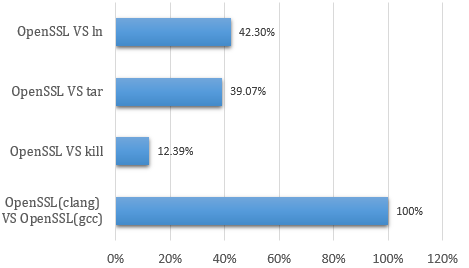 OpenSSL VS ln
42.30%
OpenSSL VS tar
39.07%
OpenSSL VS kill
12.39%
OpenSSL(clang)
VS OpenSSL(gcc)
100%
0% 20% 40% 60% 80% 100% 120%